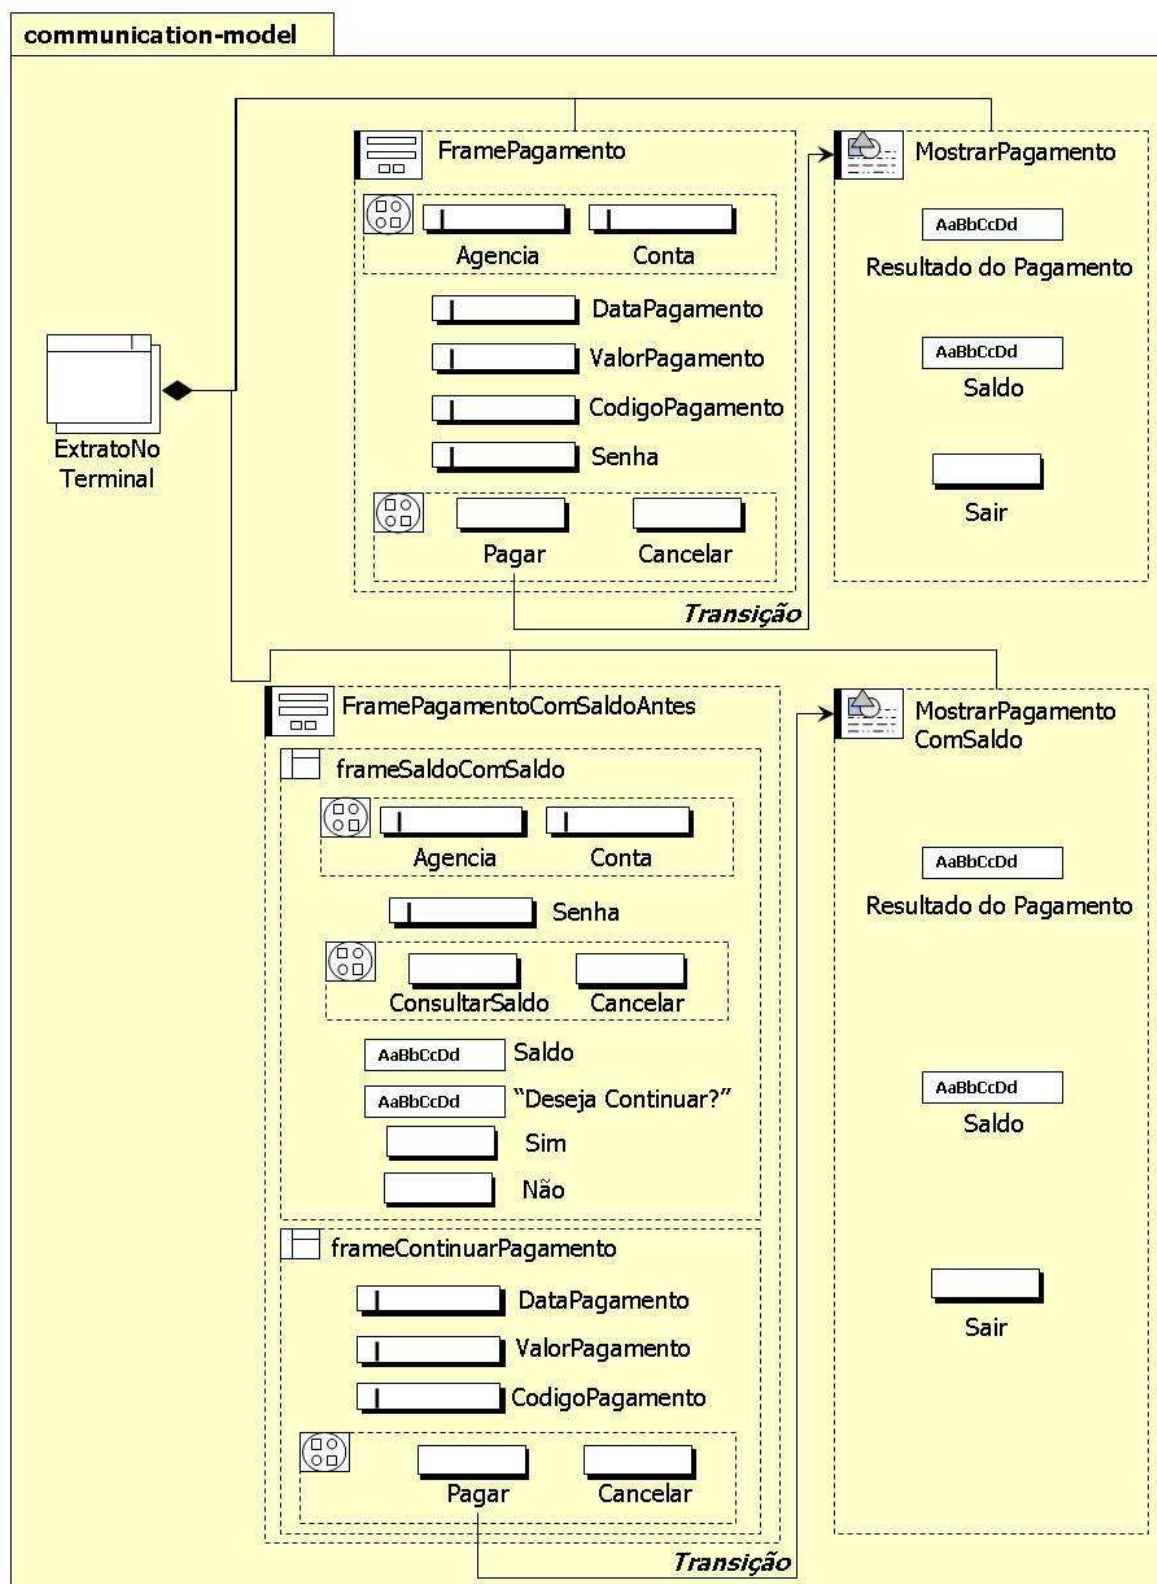 communication-model
FramePagamento
MostrarPagamento
Agencia
Conta
AaBbCcDd
Resultado do Pagamento
DataPagamento
ValorPagamento
AaBbCcDd
Saldo
CodigoPagamento
Senha
ExtratoNo
Terminal
Sair
Pagar
Cancelar
Transição
FramePagamentoComSaldoAntes
MostrarPagamento
ComSaldo
frameSaldoComSaldo
Agencia
Conta
AaBbCcDd
Resultado do Pagamento
Senha
ConsultarSaldo
Cancelar
AaBbCcDd
Saldo
AaBbCcDd
“Deseja Continuar?”
AaBbCcDd
Saldo
Sim
Não
frameContinuarPagamento
DataPagamento
Sair
ValorPagamento
CodigoPagamento
Pagar
Cancelar
Transição